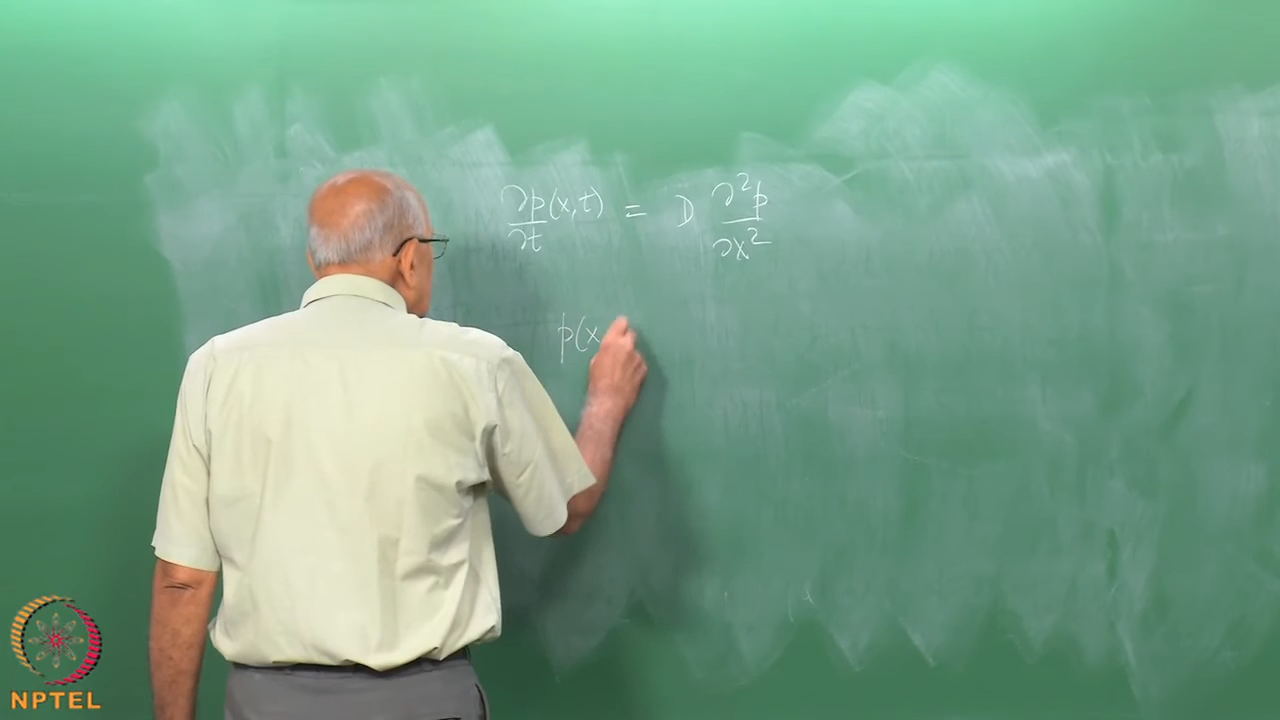 ∂p(x,t)/∂t = D ∂²p/∂x²
p(x
NPTEL